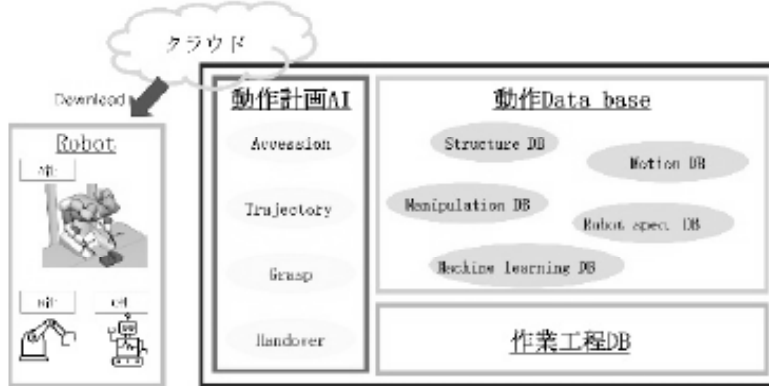 クラウド
Download
Robot
動作計画AI
Accession
Trajectory
Grasp
Handover
動作Data base
Structure DB
Motion DB
Manipulation DB
Robot spec. DB
Machine learning DB
作業工程DB